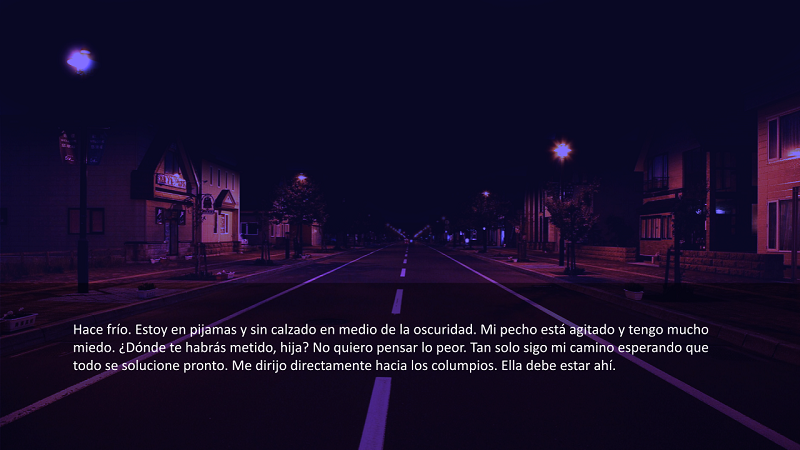 Hace frío. Estoy en pijamas y sin calzado en medio de la oscuridad. Mi pecho está agitado y tengo mucho
miedo. ¿Dónde te habrás metido, hija? No quiero pensar lo peor. Tan solo sigo mi camino esperando que
todo se solucione pronto. Me dirijo directamente hacia los columpios. Ella debe estar ahí.